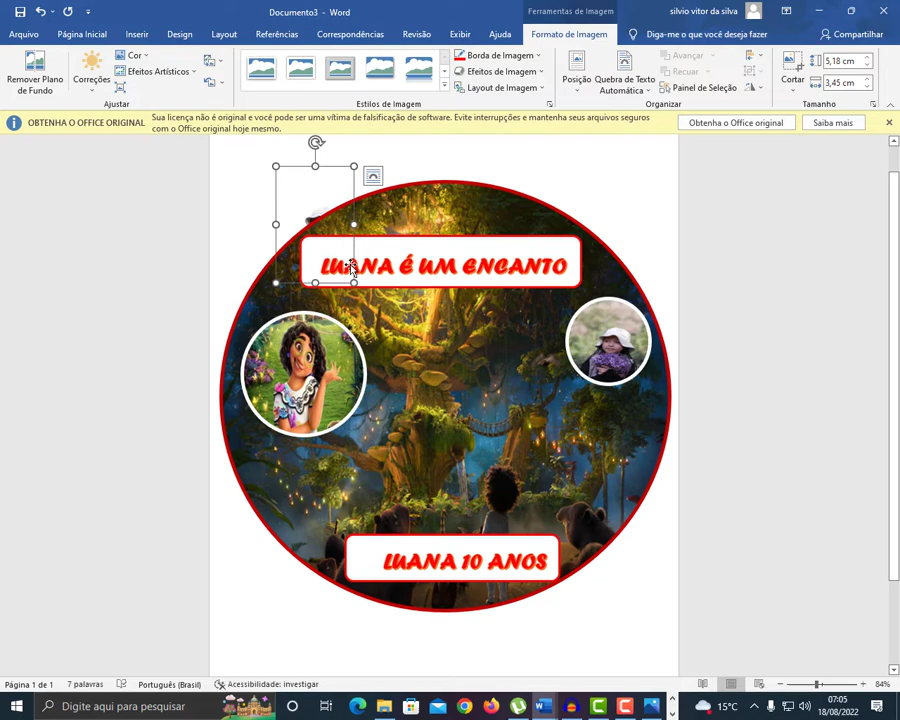 Documento3 - Word
Ferramentas de Imagem
silvio vitor da silva
Arquivo
Página Inicial
Inserir
Design
Layout
Referências
Correspondências
Revisão
Exibir
Ajuda
Formato de Imagem
Diga-me o que você deseja fazer
Compartilhar
Remover Plano de Fundo
Correções
Cor
Efeitos Artísticos
Ajustar
Estilos de Imagem
Borda de Imagem
Efeitos de Imagem
Layout de Imagem
Posição
Quebra de Texto Automática
Avançar
Recuar
Painel de Seleção
Organizar
Cortar
5,18 cm
3,45 cm
Tamanho
OBTENHA O OFFICE ORIGINAL
Sua licença não é original e você pode ser uma vítima de falsificação de software. Evite interrupções e mantenha seus arquivos seguros
com o Office original hoje mesmo.
Obtenha o Office original
Saiba mais
LUANA É UM ENCANTO
LUANA 10 ANOS
Página 1 de 1
7 palavras
Português (Brasil)
Acessibilidade: investigar
84%
Digite aqui para pesquisar
15°C
07:05
18/08/2022